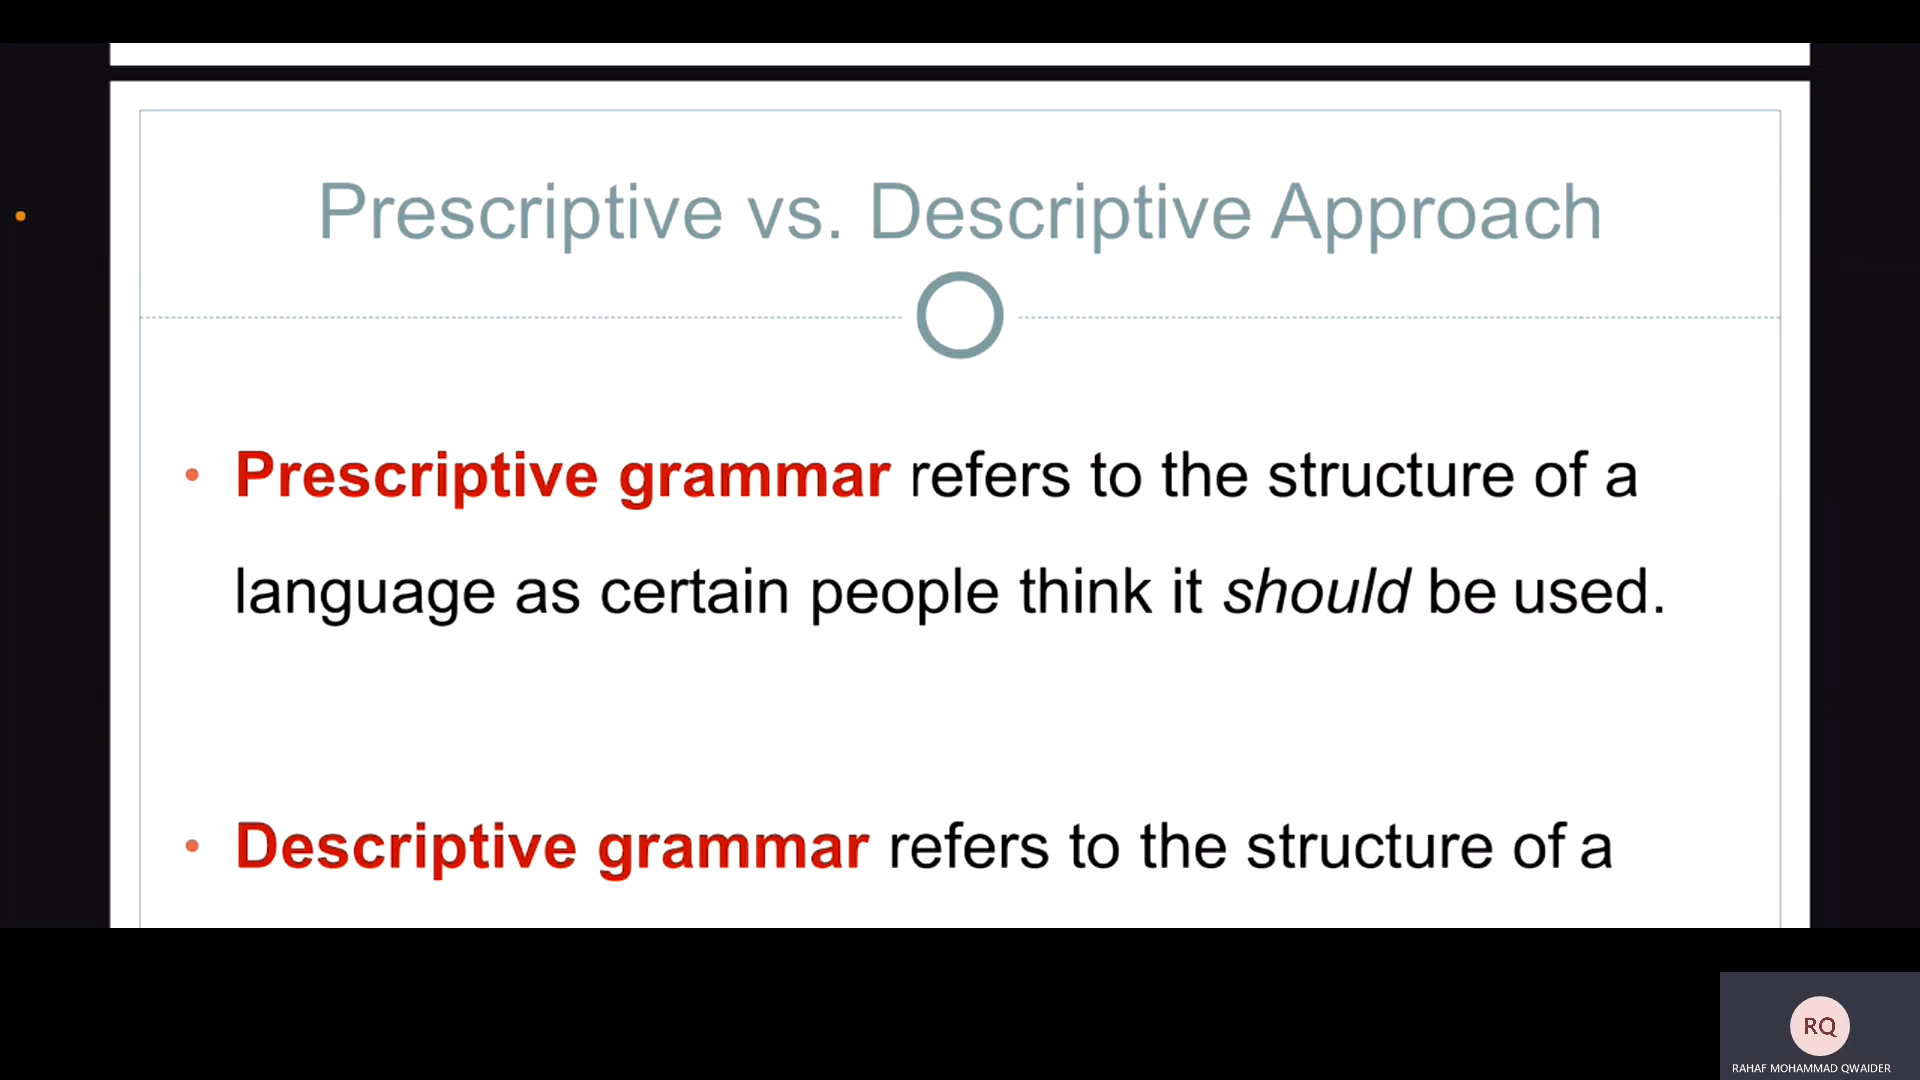 Prescriptive vs. Descriptive Approach
• Prescriptive grammar refers to the structure of a
language as certain people think it should be used.
• Descriptive grammar refers to the structure of a
RQ
RAHAF MOHAMMAD QWAIDER